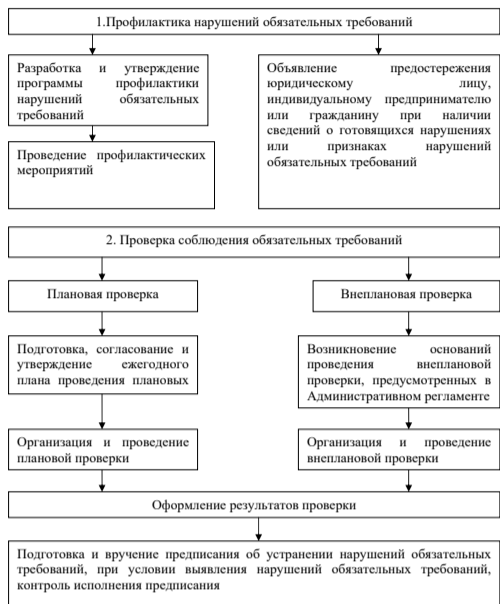 1.Профилактика нарушений обязательных требований
Разработка и утверждение
программы профилактики
нарушений обязательных
требований
Проведение профилактических
мероприятий
Объявление предостережения
юридическому лицу,
индивидуальному предпринимателю
или гражданину при наличии
сведений о готовящихся нарушениях
или признаках нарушений
обязательных требований
2. Проверка соблюдения обязательных требований
Плановая проверка
Внеплановая проверка
Подготовка, согласование и
утверждение ежегодного
плана проведения плановых
Возникновение оснований
проведения внеплановой
проверки, предусмотренных в
Административном регламенте
Организация и проведение
плановой проверки
Организация и проведение
внеплановой проверки
Оформление результатов проверки
Подготовка и вручение предписания об устранении нарушений обязательных
требований, при условии выявления нарушений обязательных требований,
контроль исполнения предписания